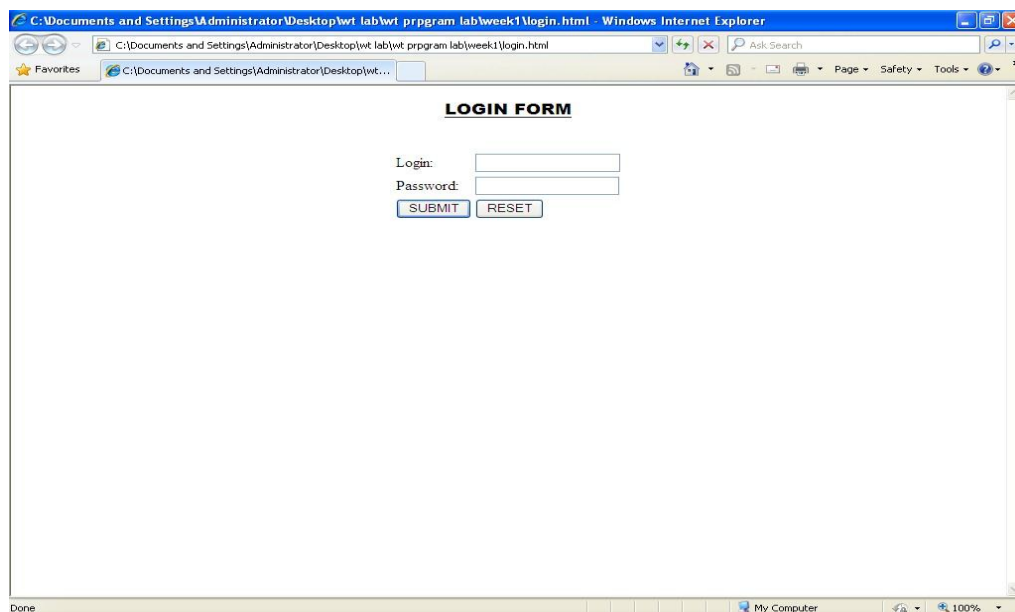 C:\Documents and Settings\Administrator\Desktop\wt lab\wt prpgram lab\week1\login.html - Windows Internet Explorer
C:\Documents and Settings\Administrator\Desktop\wt lab\wt prpgram lab\week1\login.html
Ask Search
Favorites
C:\Documents and Settings\Administrator\Desktop\wt...
Page Safety Tools
LOGIN FORM
Login:
Password:
SUBMIT RESET
Done My Computer 100%